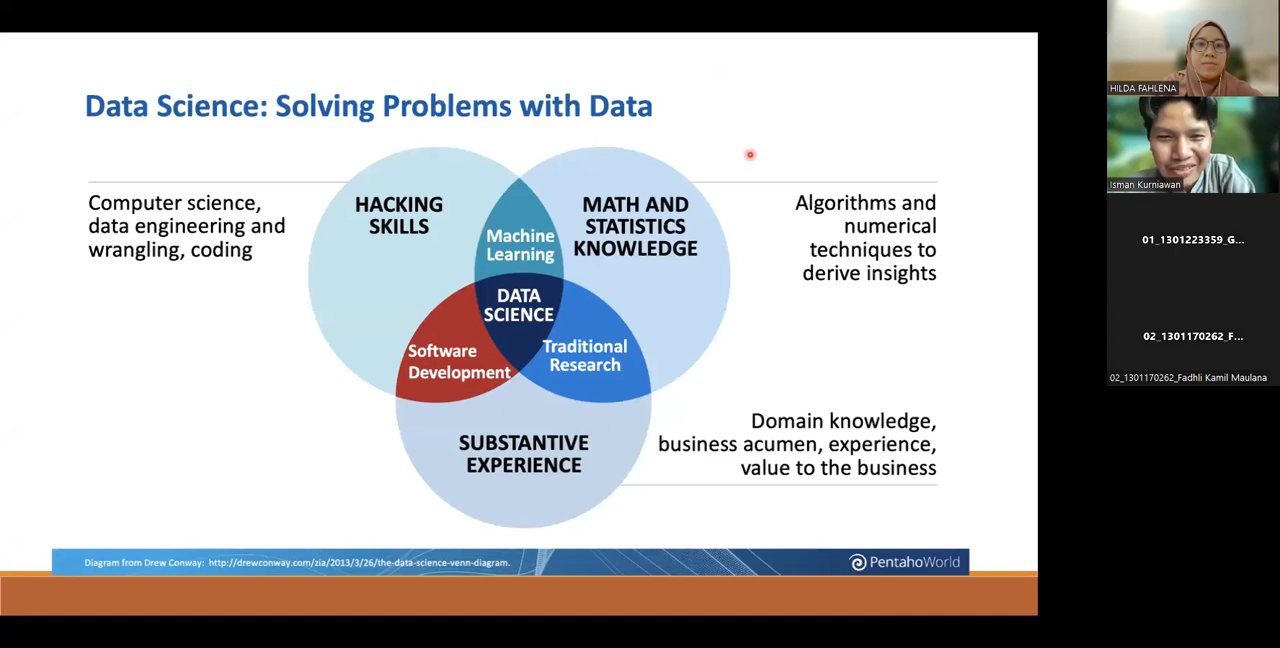 Data Science: Solving Problems with Data
Computer science,
data engineering and
wrangling, coding
HACKING
SKILLS
Machine
Learning
MATH AND
STATISTICS
KNOWLEDGE
Algorithms and
numerical
techniques to
derive insights
DATA
SCIENCE
Software
Development
Traditional
Research
SUBSTANTIVE
EXPERIENCE
Domain knowledge,
business acumen, experience,
value to the business
Diagram from Drew Conway: http://drewconway.com/zia/2013/3/26/the-data-science-venn-diagram.
PentahoWorld
HILDA FAHLENA
Isman Kurniawan
01_1301223359_G...
02_1301170262_F...
02_1301170262_Fadhli Kamil Maulana